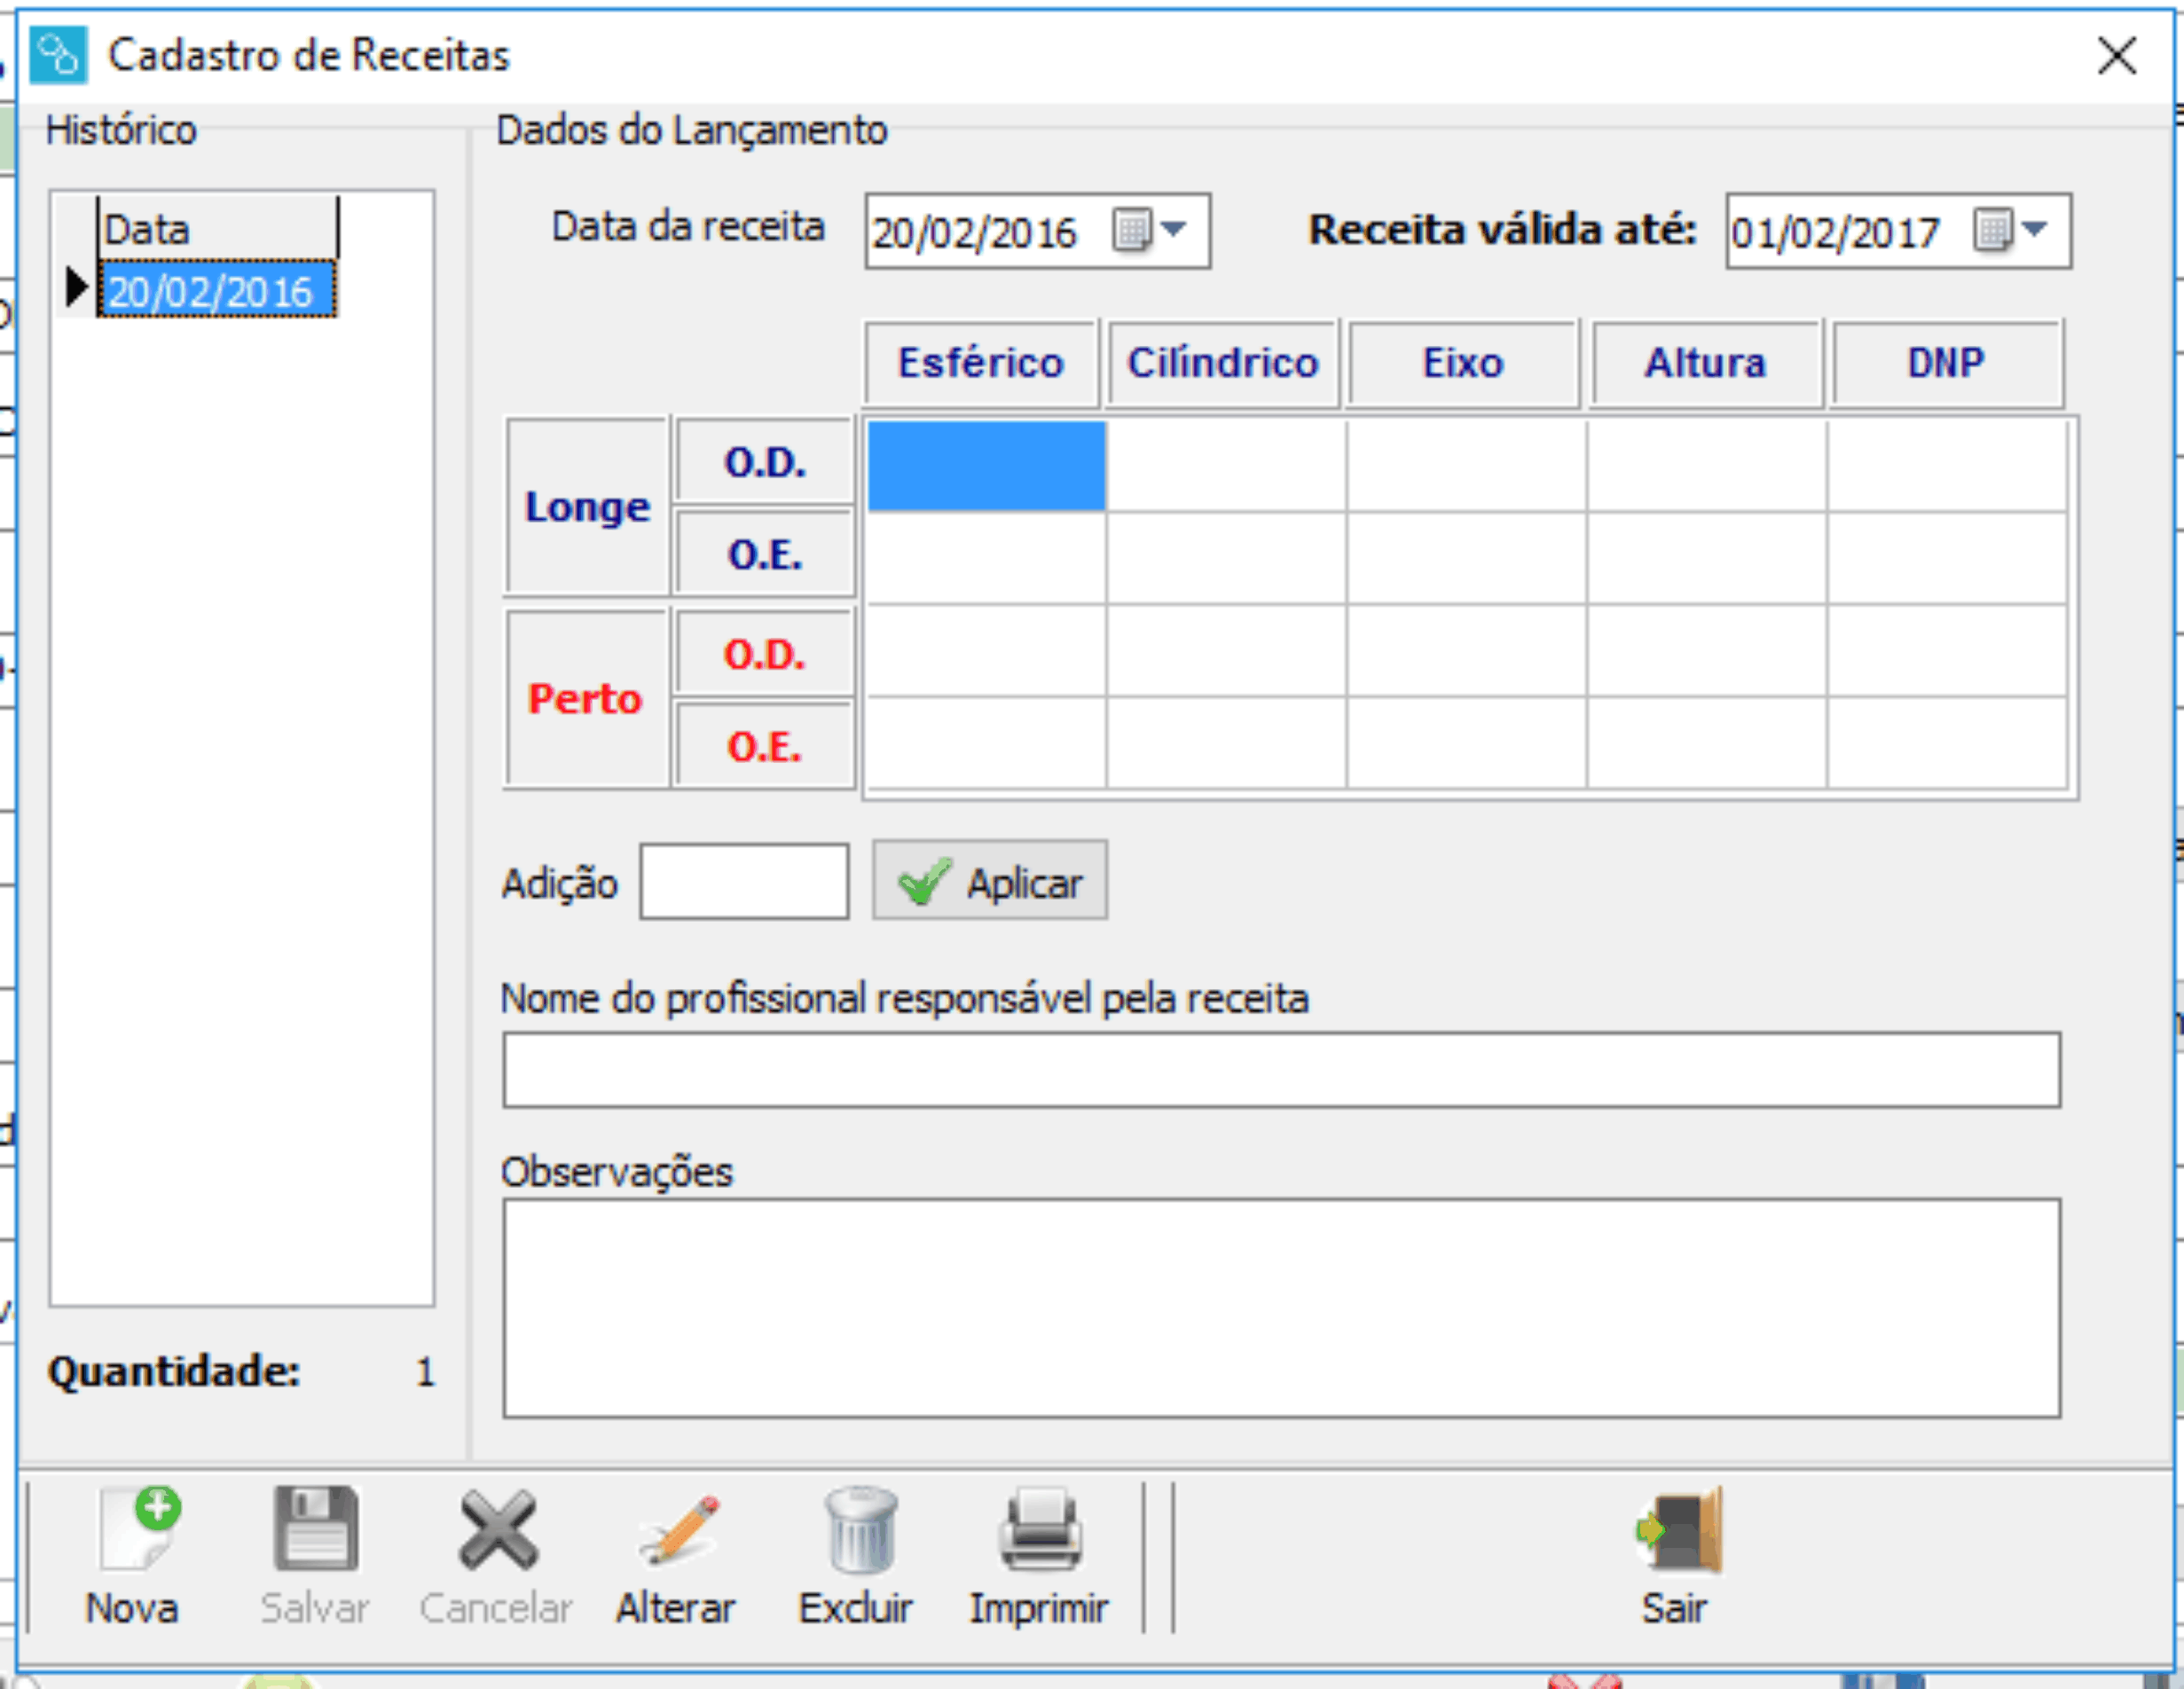 Cadastro de Receitas
Histórico
Data
20/02/2016
Quantidade: 1
Dados do Lançamento
Data da receita 20/02/2016 Receita válida até: 01/02/2017
Esférico Cilíndrico Eixo Altura DNP
Longe O.D.
O.E.
Perto O.D.
O.E.
Adição Aplicar
Nome do profissional responsável pela receita
Observações
Nova Salvar Cancelar Alterar Excluir Imprimir Sair